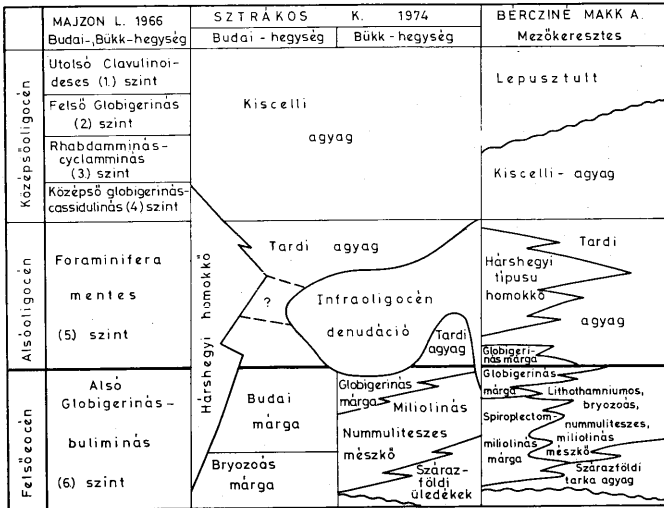 MAJZON L. 1966
Budai-, Bükk-hegység
SZTRÁKOS K. 1974
Budai - hegység
Bükk - hegység
BÉRCZINÉ MAKK A.
Mezőkeresztes
Középsőoligocén
Utolsó Clavulinoi-
deses (1.) szint
Felső Globigerinás
(2) szint
Rhabdamminás-
cyclamminás
(3.) szint
Középső globigerinás-
cassidulinás (4) szint
Kiscelli
agyag
Lepusztult
Kiscelli - agyag
Alsóoligocén
Foraminifera
mentes
(5) szint
Hárshegyi homokkő
Tardi agyag
?
Infraoligocén
denudáció
Tardi
agyag
Tardi
Hárshegyi
típusu
homokkő
agyag
Globigeri-
nás márga
Felsőeocén
Alsó
Globigerinás-
buliminás
(6.) szint
Budai
márga
Bryozoás
márga
Globigerinás
márga
Miliolinás
Nummuliteszes
mészkő
Száraz-
földi
üledékek
Globigerinás
márga
Lithothamniumos,
bryozoás,
Spiroplectom-
nummuliteszes,
miliolinás
miliolinás
márga
mészkő
Szárazföldi
tarka agyag